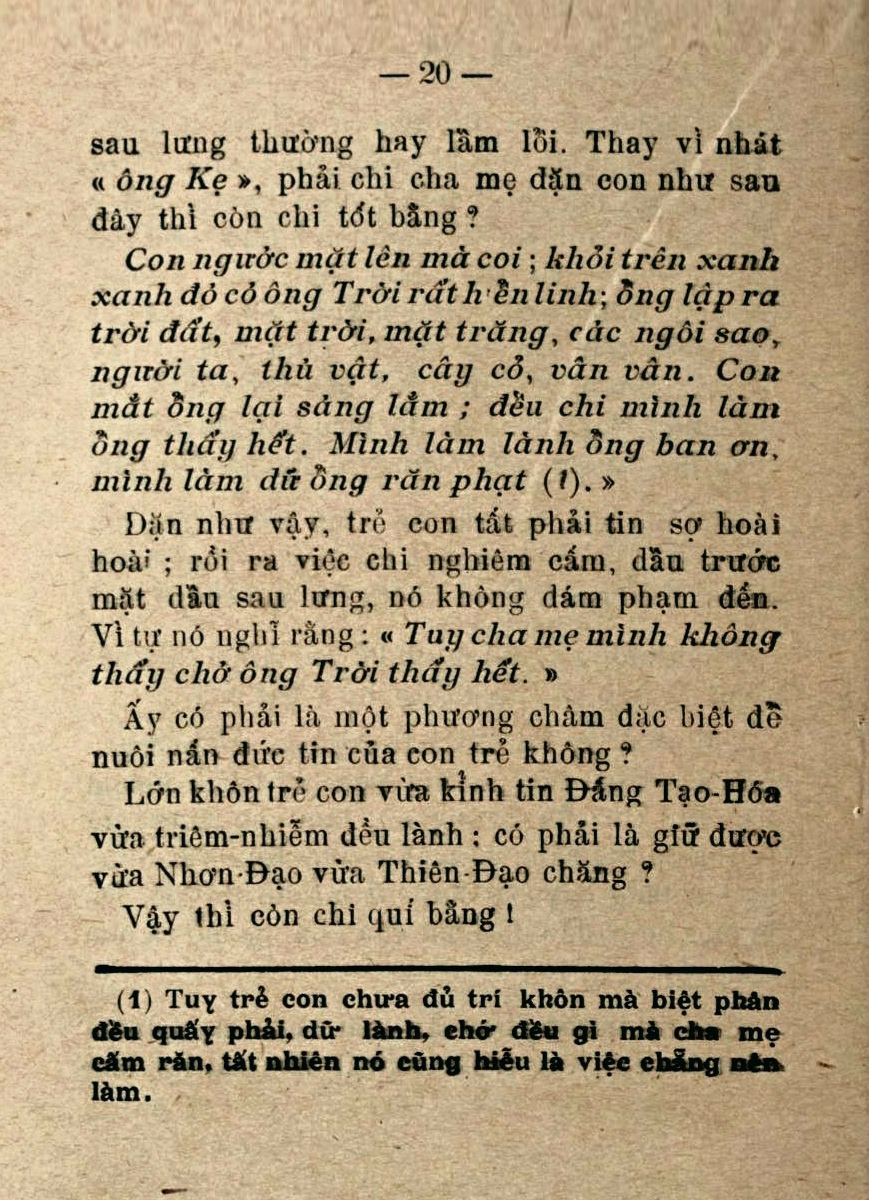 — 20 —
sau lưng thường hay lầm lỗi. Thay vì nhát
« ông Kẹ », phải chi cha mẹ dặn con như sau
đây thì còn chi tốt bằng ?
Con ngước mặt lên mà coi ; khỏi trên xanh
xanh đó có ông Trời rất h·ền linh ; ổng lập ra
trời đất, mặt trời, mặt trăng, các ngôi sao,
người ta, thú vật, cây cỏ, vân vân. Con
mắt ổng lại sáng lắm ; đều chi mình làm
ổng thấy hết. Mình làm lành ổng ban ơn,
mình làm dữ ổng răn phạt (1). »
Dặn như vậy, trẻ con tất phải tin sợ hoài
hoài ; rồi ra việc chi nghiêm cấm, dầu trước
mặt dầu sau lưng, nó không dám phạm đến.
Vì tự nó nghĩ rằng : « Tuy cha mẹ mình không
thấy chớ ông Trời thấy hết. »
Ấy có phải là một phương châm đặc biệt để
nuôi nấn đức tin của con trẻ không ?
Lớn khôn trẻ con vừa kỉnh tin Đấng Tạo-Hóa
vừa triêm-nhiễm đều lành ; có phải là giữ được
vừa Nhơn-Đạo vừa Thiên-Đạo chăng ?
Vậy thì còn chi quí bằng !
(1) Tuy trẻ con chưa đủ trí khôn mà biệt phân
đều quấy phải, dữ lành, chớ đều gì mà cha mẹ
cấm răn, tất nhiên nó cũng hiểu là việc chẳng nên
làm.